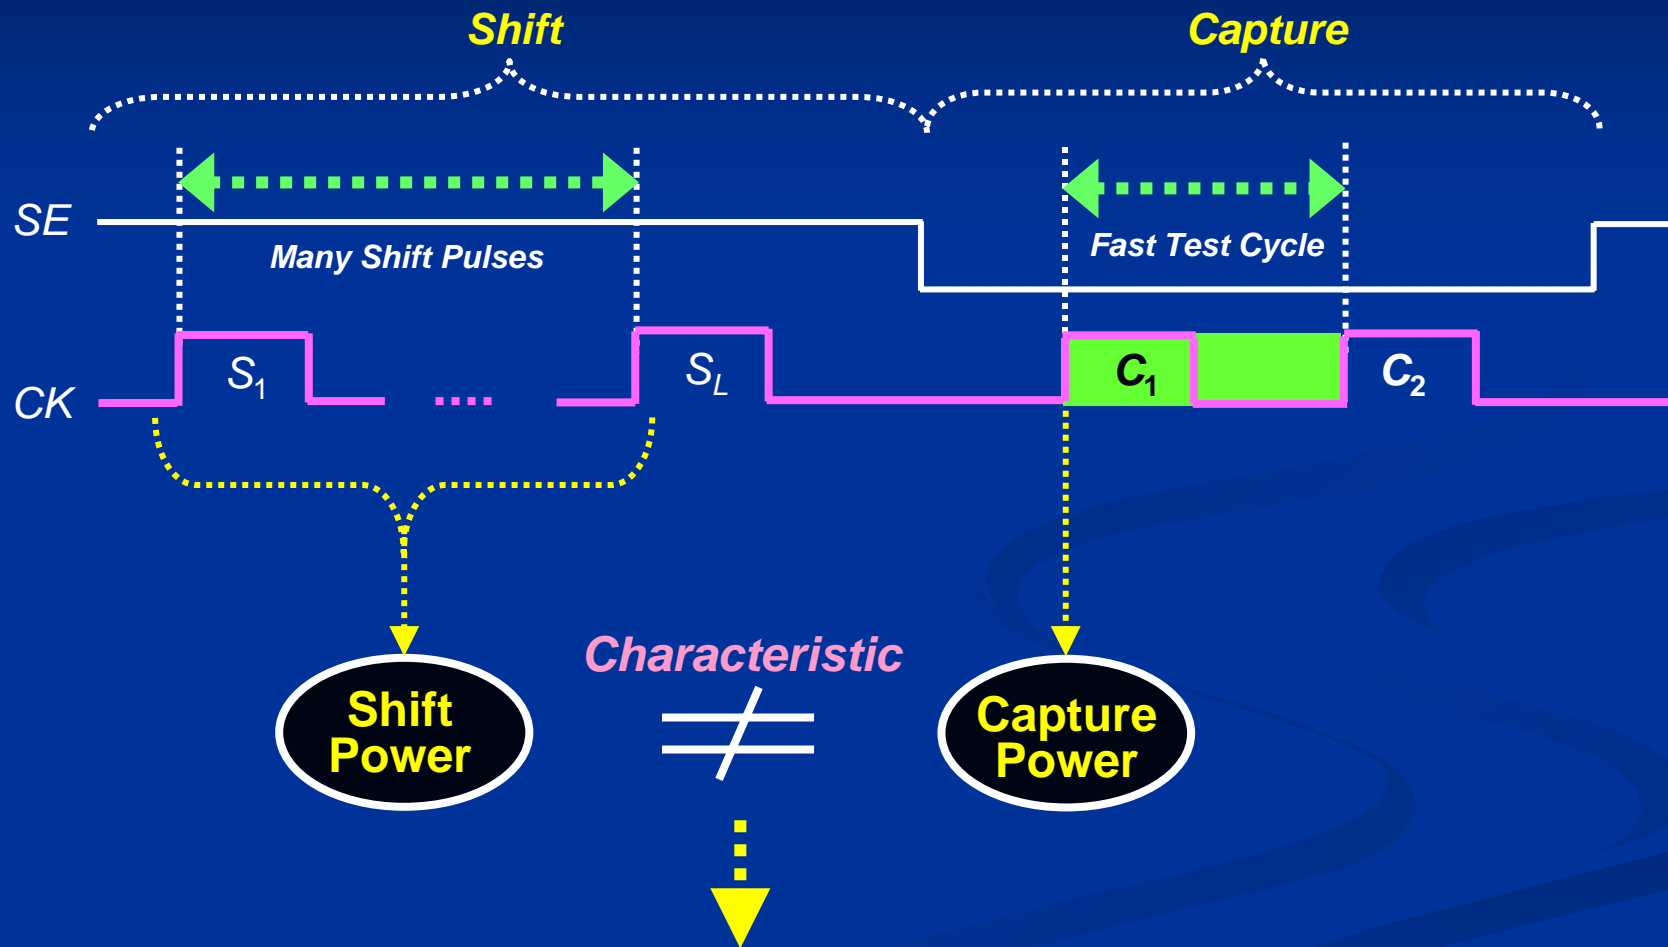 Shift
Capture
SE
Many Shift Pulses
Fast Test Cycle
CK
S1
SL
C1
C2
Characteristic
Shift
Power
Capture
Power